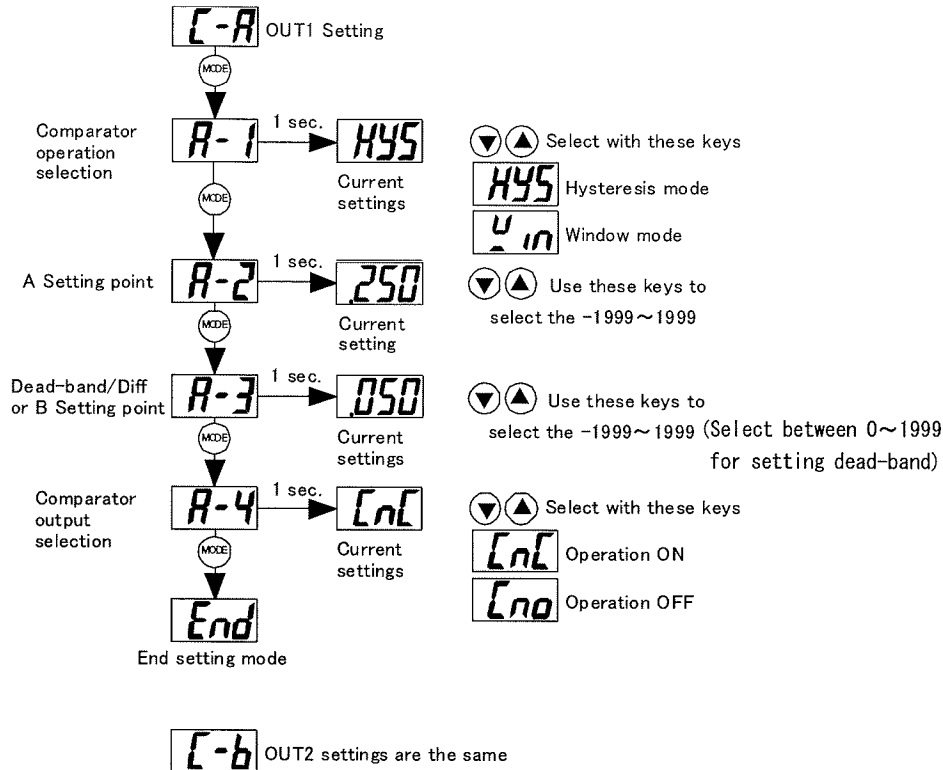 C-A OUT1 Setting
MODE
Comparator operation selection
A-1
1 sec.
HYS
Current settings
Select with these keys
HYS Hysteresis mode
Win Window mode
MODE
A Setting point
A-2
1 sec.
.250
Current setting
Use these keys to
select the -1999～1999
MODE
Dead-band/Diff
or B Setting point
A-3
1 sec.
.050
Current settings
Use these keys to
select the -1999～1999 (Select between 0～1999
for setting dead-band)
MODE
Comparator output selection
A-4
1 sec.
CnC
Current settings
Select with these keys
CnC Operation ON
Cno Operation OFF
MODE
End
End setting mode
C-b OUT2 settings are the same